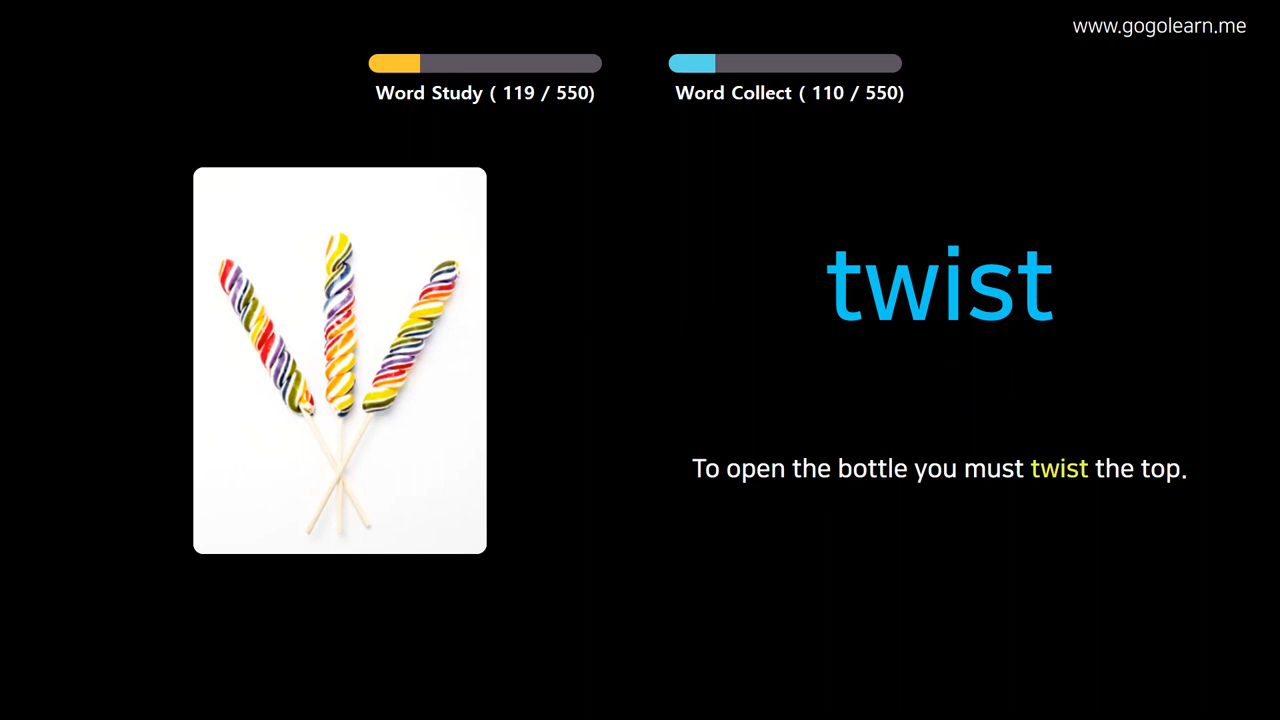 www.gogolearn.me
Word Study ( 119 / 550)
Word Collect ( 110 / 550)
twist
To open the bottle you must twist the top.